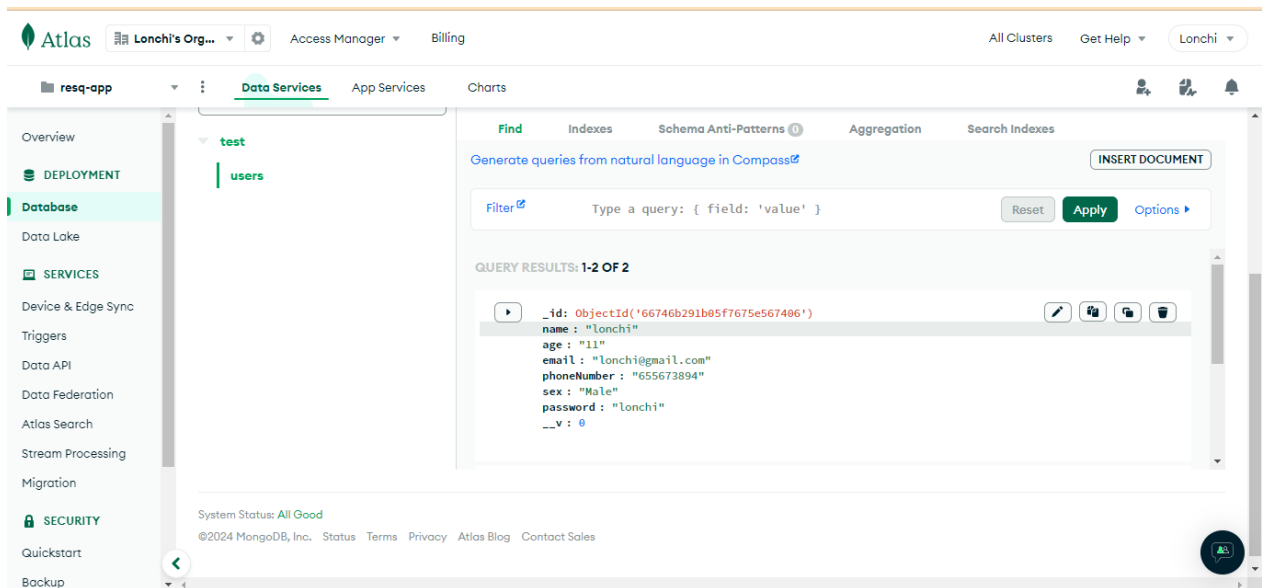 Atlas Lonchi's Org... Access Manager Billing All Clusters Get Help Lonchi
resq-app Data Services App Services Charts
Overview
DEPLOYMENT
Database
Data Lake
SERVICES
Device & Edge Sync
Triggers
Data API
Data Federation
Atlas Search
Stream Processing
Migration
SECURITY
Quickstart
Backup
test
users
Find Indexes Schema Anti-Patterns 0 Aggregation Search Indexes
Generate queries from natural language in Compass INSERT DOCUMENT
Filter Type a query: { field: 'value' } Reset Apply Options
QUERY RESULTS: 1-2 OF 2
_id: ObjectId('66746b291b05f7675e567406')
name : "lonchi"
age : "11"
email : "lonchi@gmail.com"
phoneNumber : "655673894"
sex : "Male"
password : "lonchi"
__v : 0
System Status: All Good
©2024 MongoDB, Inc. Status Terms Privacy Atlas Blog Contact Sales